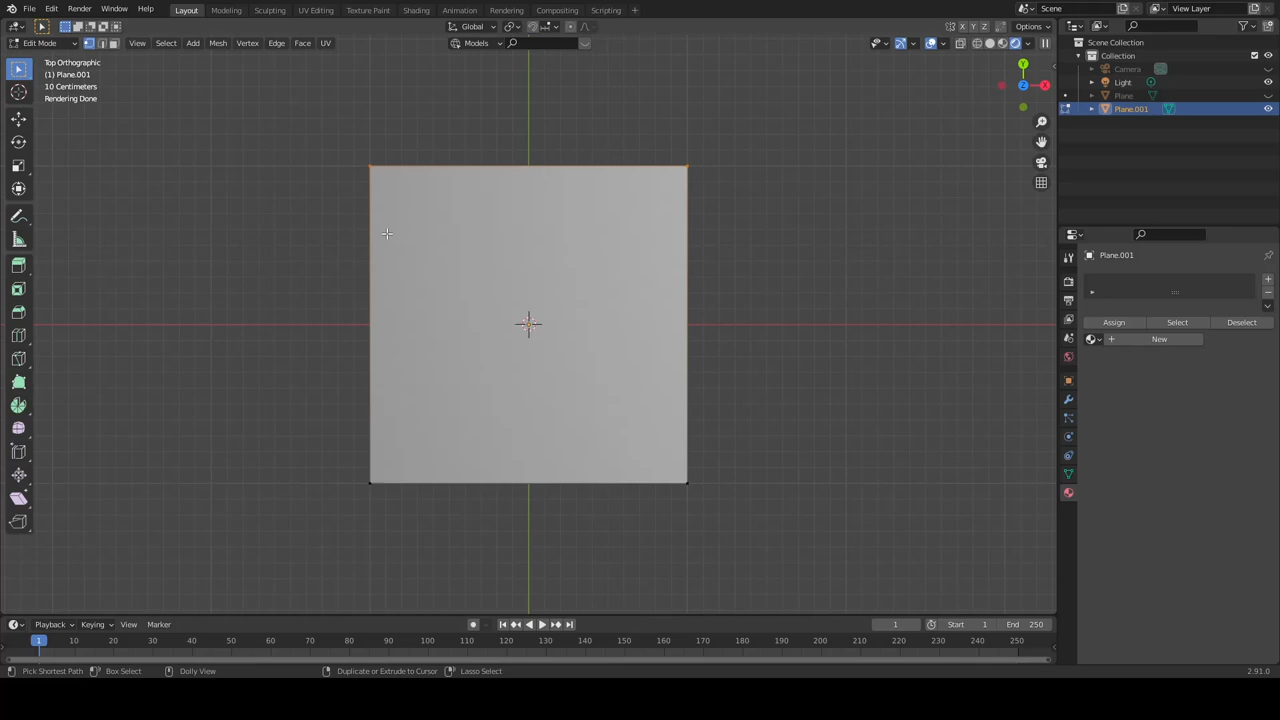 File Edit Render Window Help Layout Modeling Sculpting UV Editing Texture Paint Shading Animation Rendering Compositing Scripting + Scene View Layer
Global Options
X Y Z
Edit Mode View Select Add Mesh Vertex Edge Face UV Models
Scene Collection
Collection
Camera
Light
Plane
Plane.001
Top Orthographic
(1) Plane.001
10 Centimeters
Rendering Done
Y
Z X
Plane.001
Assign Select Deselect
+ New
Playback Keying View Marker 1 Start 1 End 250
1 10 20 30 40 50 60 70 80 90 100 110 120 130 140 150 160 170 180 190 200 210 220 230 240 250
Pick Shortest Path Box Select Dolly View Duplicate or Extrude to Cursor Lasso Select 2.91.0